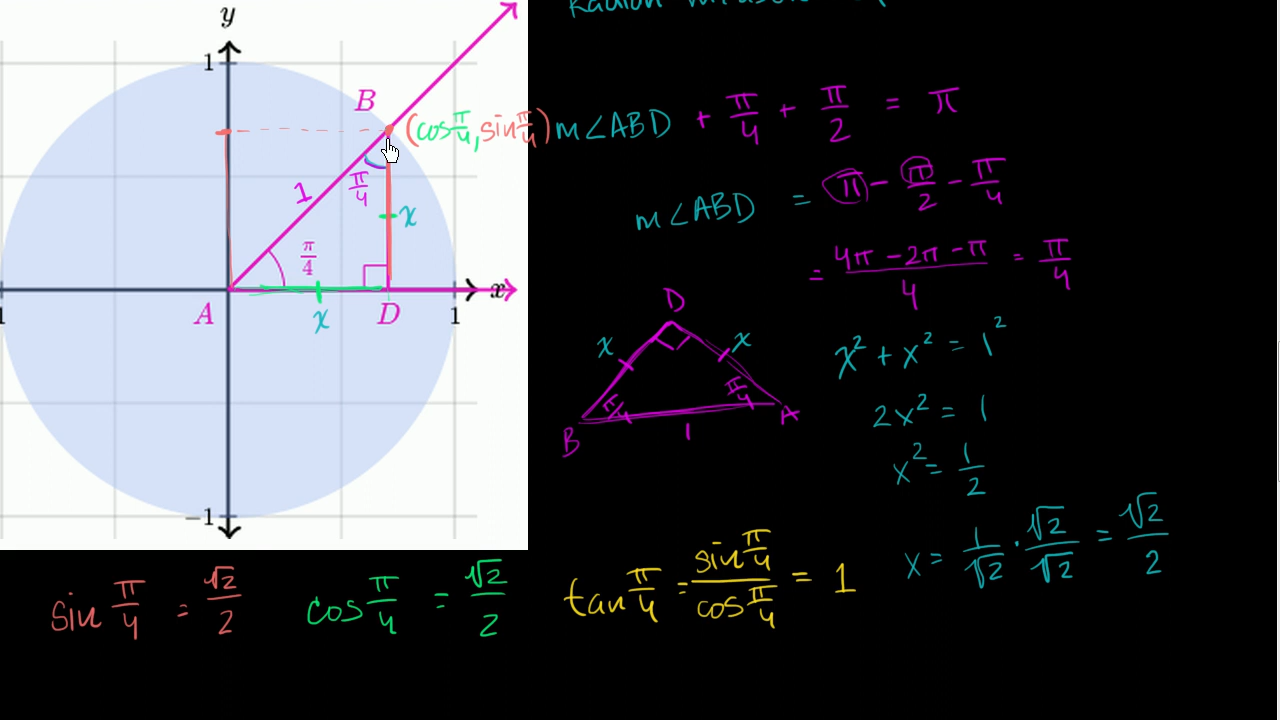 Radian measure
y
1
B
(cos π/4, sin π/4)
m∠ABD + π/4 + π/2 = π
1
π/4
x
π/4
A
x
D
1
x
1
−1
m∠ABD = π - π/2 - π/4
= (4π - 2π - π)/4 = π/4
D
x
x
π/4
π/4
B
1
A
x² + x² = 1²
2x² = 1
x² = 1/2
x = 1/√2 · √2/√2 = √2/2
sin π/4 = √2/2
cos π/4 = √2/2
tan π/4 = sin π/4 / cos π/4 = 1